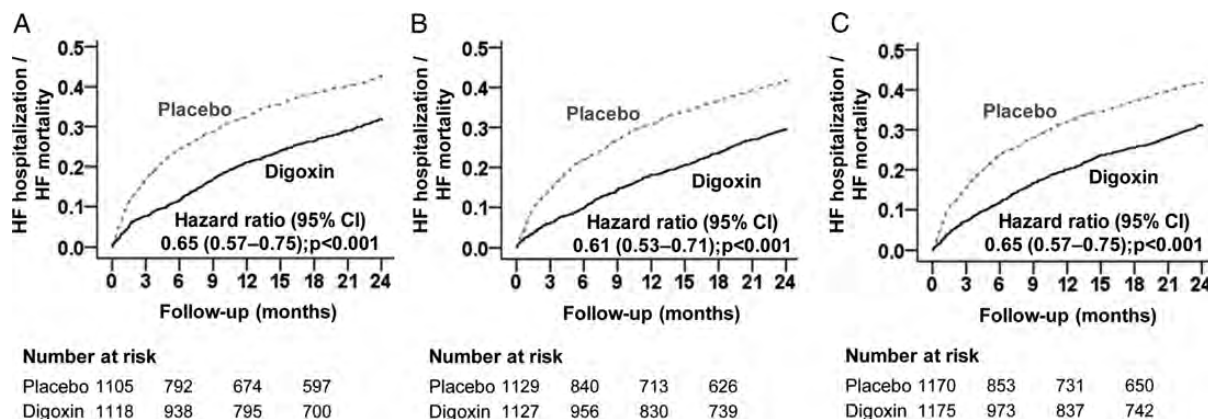 A
HF hospitalization /
HF mortality
0.5
0.4
0.3
0.2
0.1
0.0
Placebo
Digoxin
Hazard ratio (95% CI)
0.65 (0.57–0.75);p<0.001
0 3 6 9 12 15 18 21 24
Follow-up (months)
Number at risk
Placebo 1105 792 674 597
Digoxin 1118 938 795 700
B
HF hospitalization /
HF mortality
0.5
0.4
0.3
0.2
0.1
0.0
Placebo
Digoxin
Hazard ratio (95% CI)
0.61 (0.53–0.71);p<0.001
0 3 6 9 12 15 18 21 24
Follow-up (months)
Number at risk
Placebo 1129 840 713 626
Digoxin 1127 956 830 739
C
HF hospitalization /
HF mortality
0.5
0.4
0.3
0.2
0.1
0.0
Placebo
Digoxin
Hazard ratio (95% CI)
0.65 (0.57–0.75);p<0.001
0 3 6 9 12 15 18 21 24
Follow-up (months)
Number at risk
Placebo 1170 853 731 650
Digoxin 1175 973 837 742